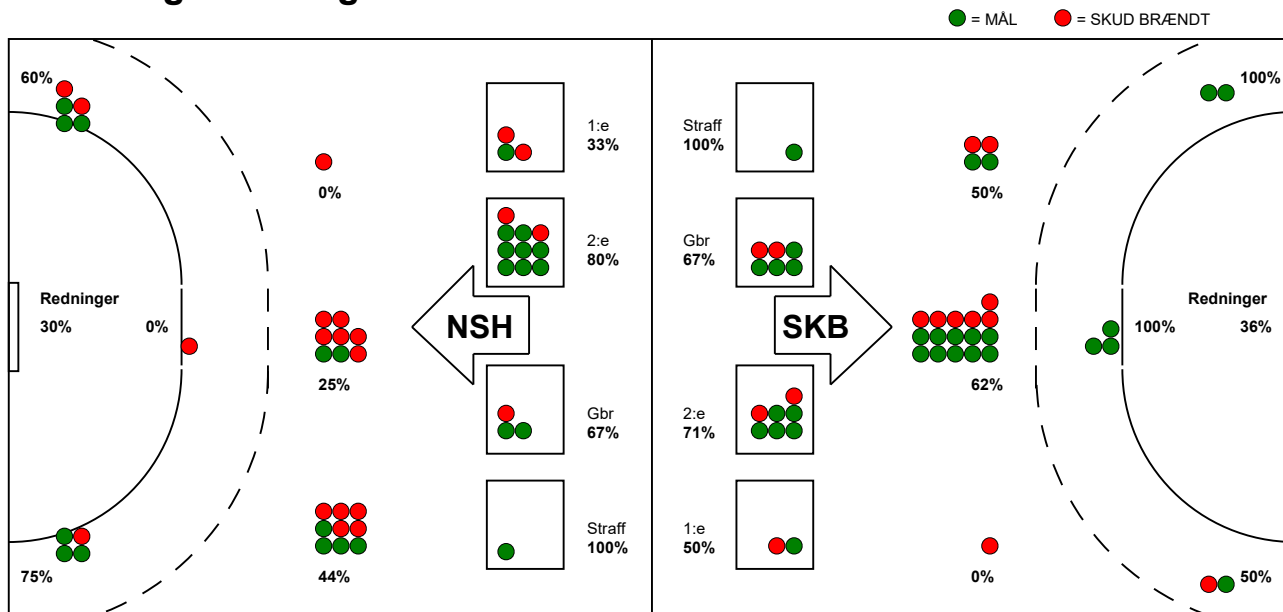 = MÅL
= SKUD BRÆNDT
60%
1:e
33%
0%
2:e
80%
Redninger
30%
0%
NSH
25%
Gbr
67%
Straff
100%
75%
44%
Straff
100%
100%
50%
Gbr
67%
SKB
Redninger
100%
36%
62%
2:e
71%
1:e
50%
0%
50%